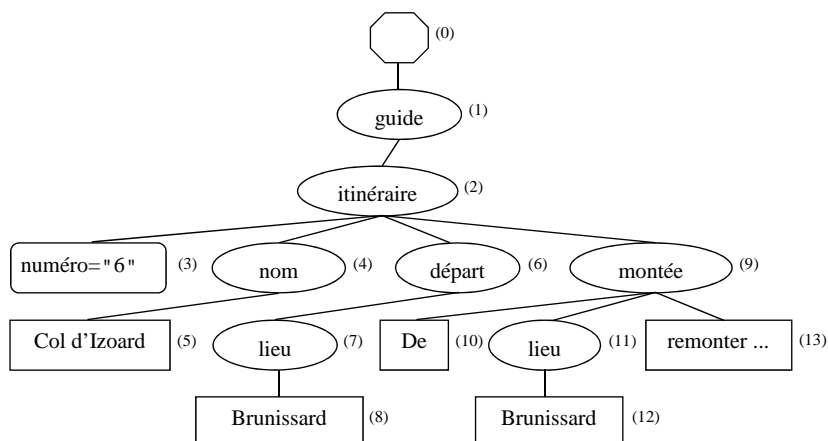 (0)
guide (1)
itinéraire (2)
numéro="6" (3) nom (4) départ (6) montée (9)
Col d'Izoard (5) lieu (7) De (10) lieu (11) remonter ... (13)
Brunissard (8) Brunissard (12)